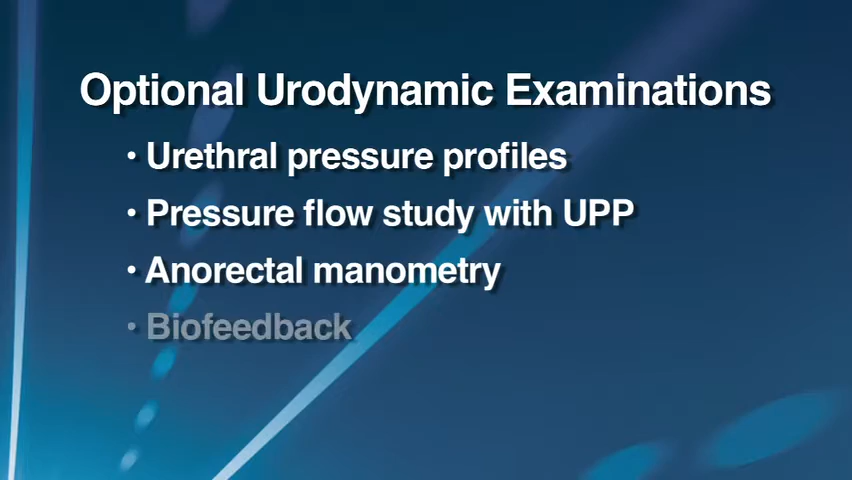 Optional Urodynamic Examinations
• Urethral pressure profiles
• Pressure flow study with UPP
• Anorectal manometry
• Biofeedback